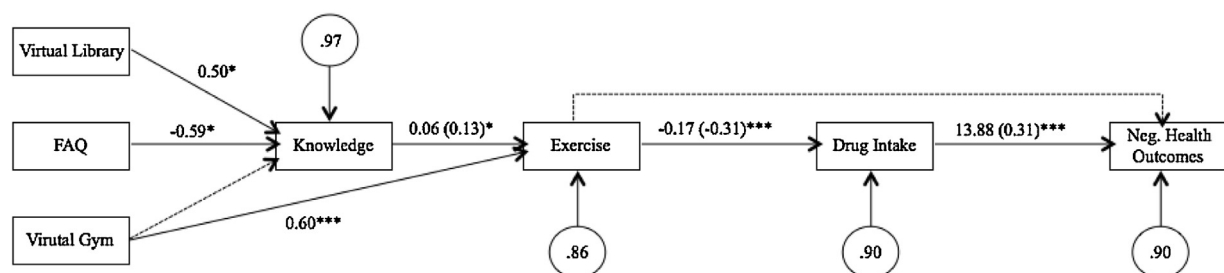 Virtual Library
.97
0.50*
FAQ
-0.59*
Knowledge
0.06 (0.13)*
Exercise
-0.17 (-0.31)***
Drug Intake
13.88 (0.31)***
Neg. Health
Outcomes
Virutal Gym
0.60***
.86
.90
.90